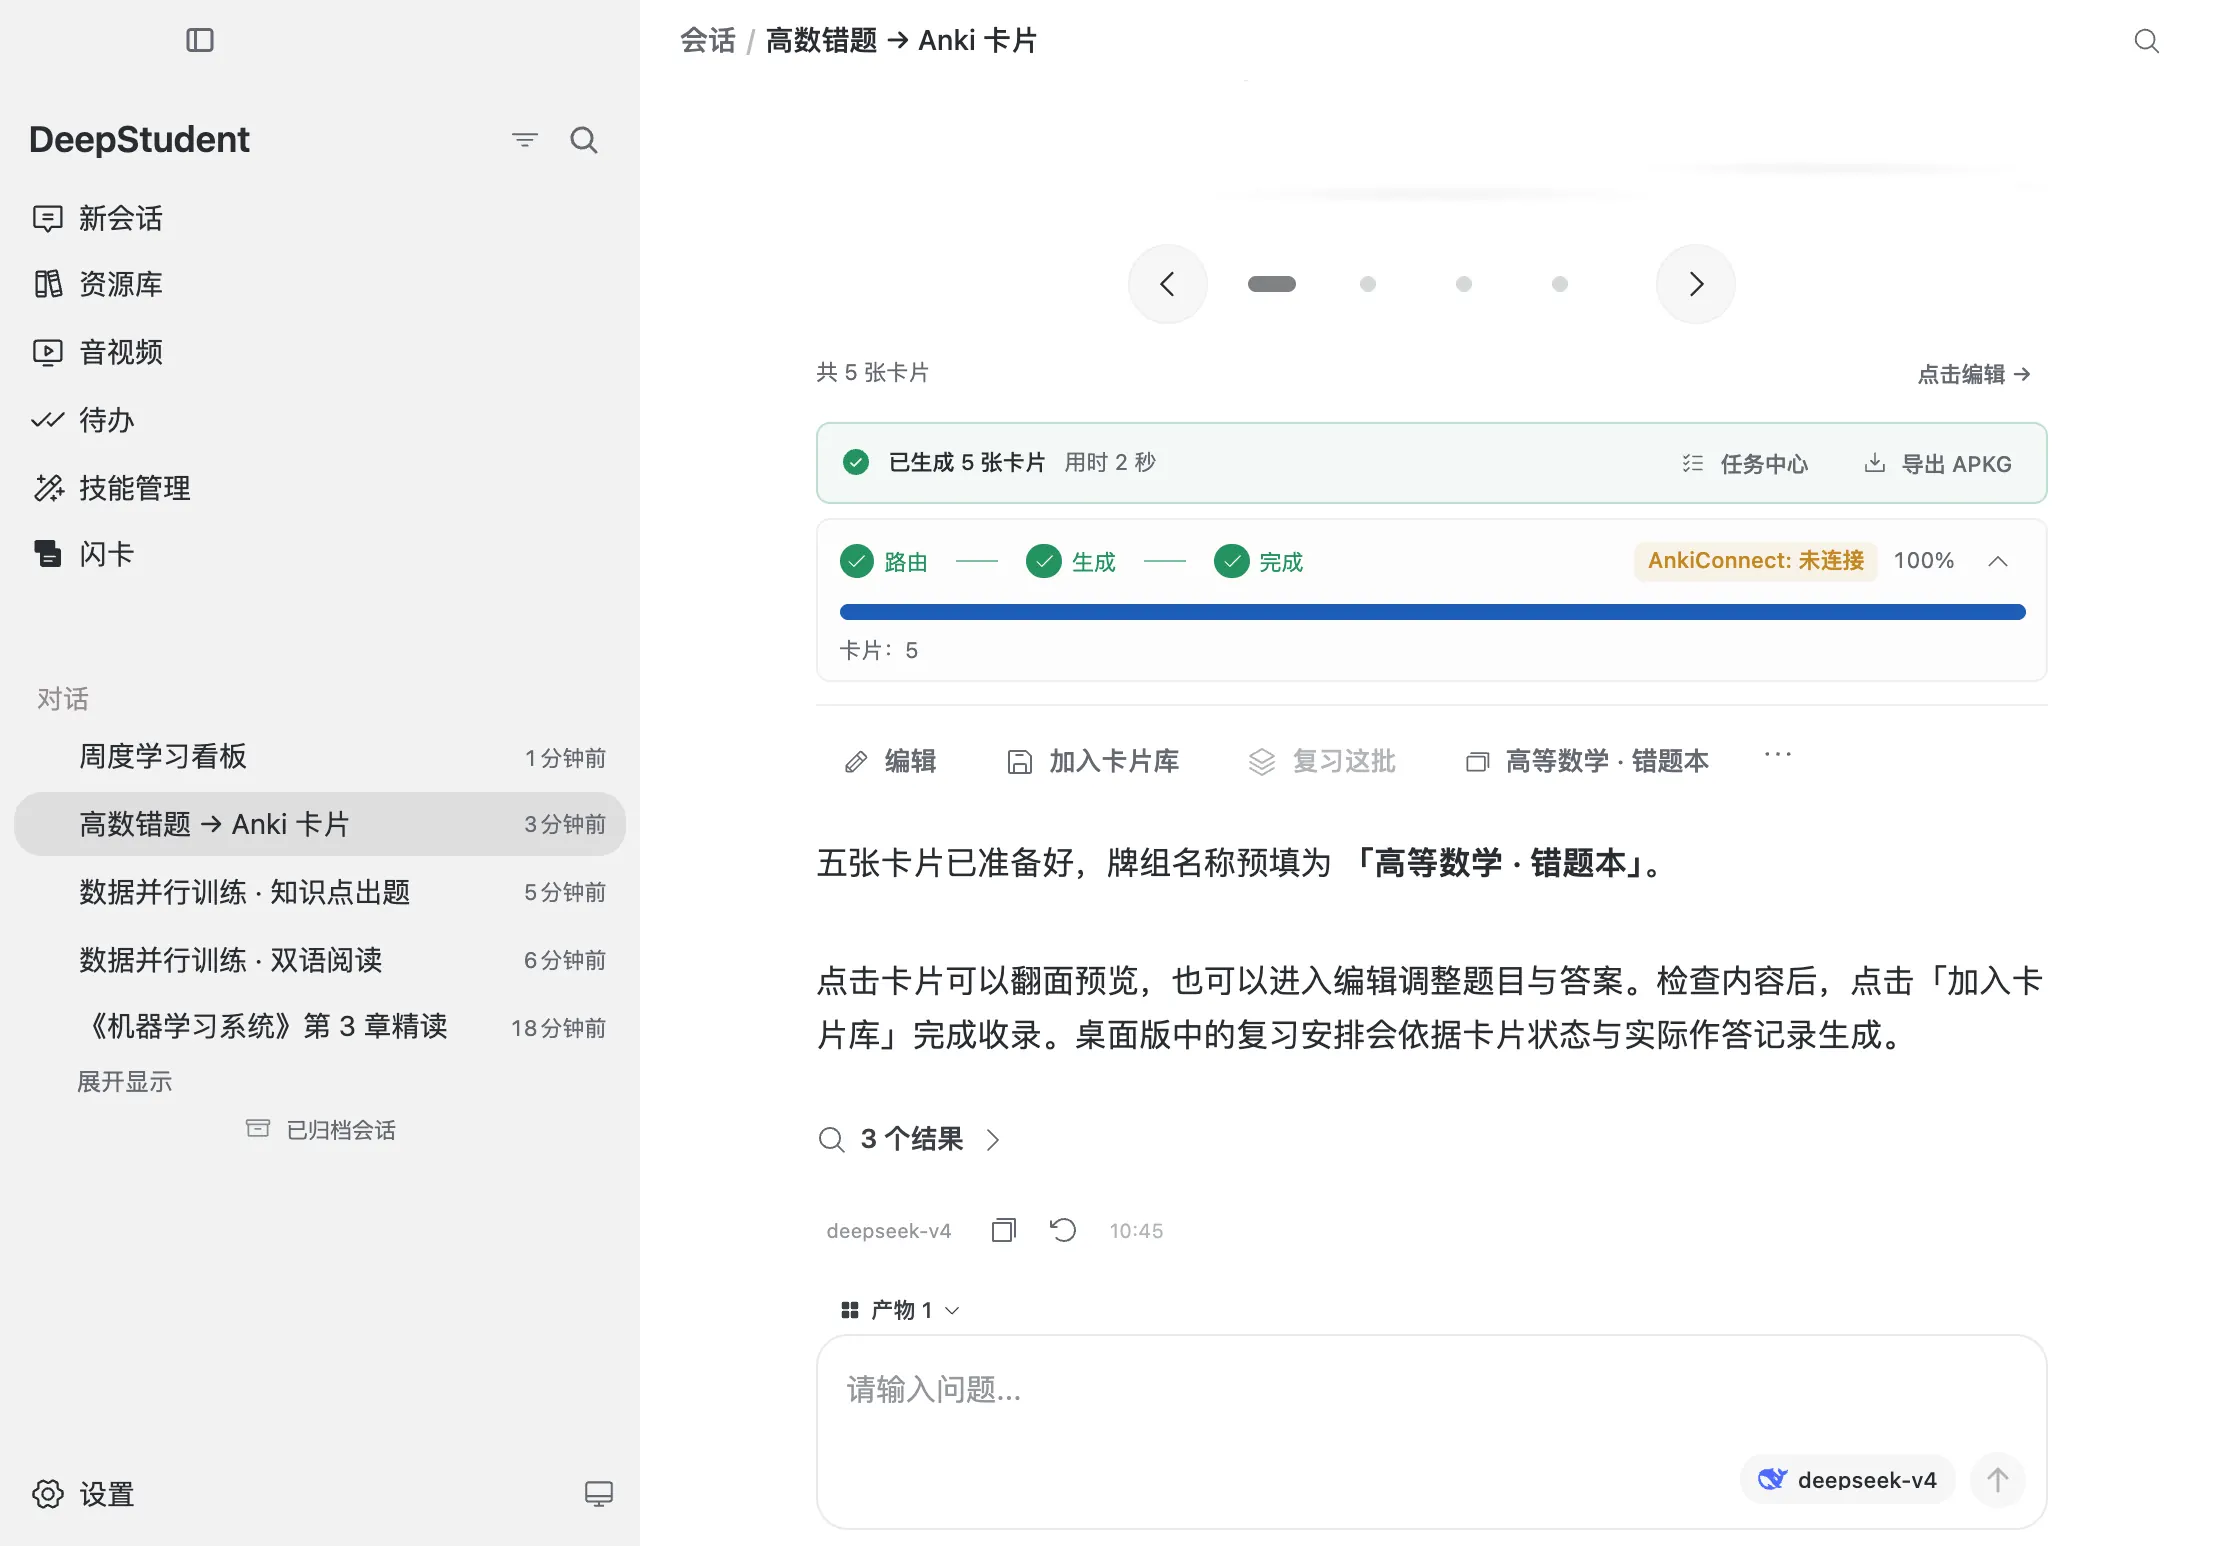 会话 / 高数错题 → Anki 卡片
DeepStudent
新会话
资源库
音视频
待办
技能管理
闪卡
对话
周度学习看板 1 分钟前
高数错题 → Anki 卡片 3 分钟前
数据并行训练 · 知识点出题 5 分钟前
数据并行训练 · 双语阅读 6 分钟前
《机器学习系统》第 3 章精读 18 分钟前
展开显示
已归档会话
设置
共 5 张卡片 点击编辑 →
已生成 5 张卡片 用时 2 秒 任务中心 导出 APKG
路由 生成 完成 AnkiConnect: 未连接 100%
卡片：5
编辑 加入卡片库 复习这批 高等数学 · 错题本 ···
五张卡片已准备好，牌组名称预填为 「高等数学 · 错题本」。
点击卡片可以翻面预览，也可以进入编辑调整题目与答案。检查内容后，点击「加入卡
片库」完成收录。桌面版中的复习安排会依据卡片状态与实际作答记录生成。
3 个结果
deepseek-v4 10:45
产物 1
请输入问题...
deepseek-v4